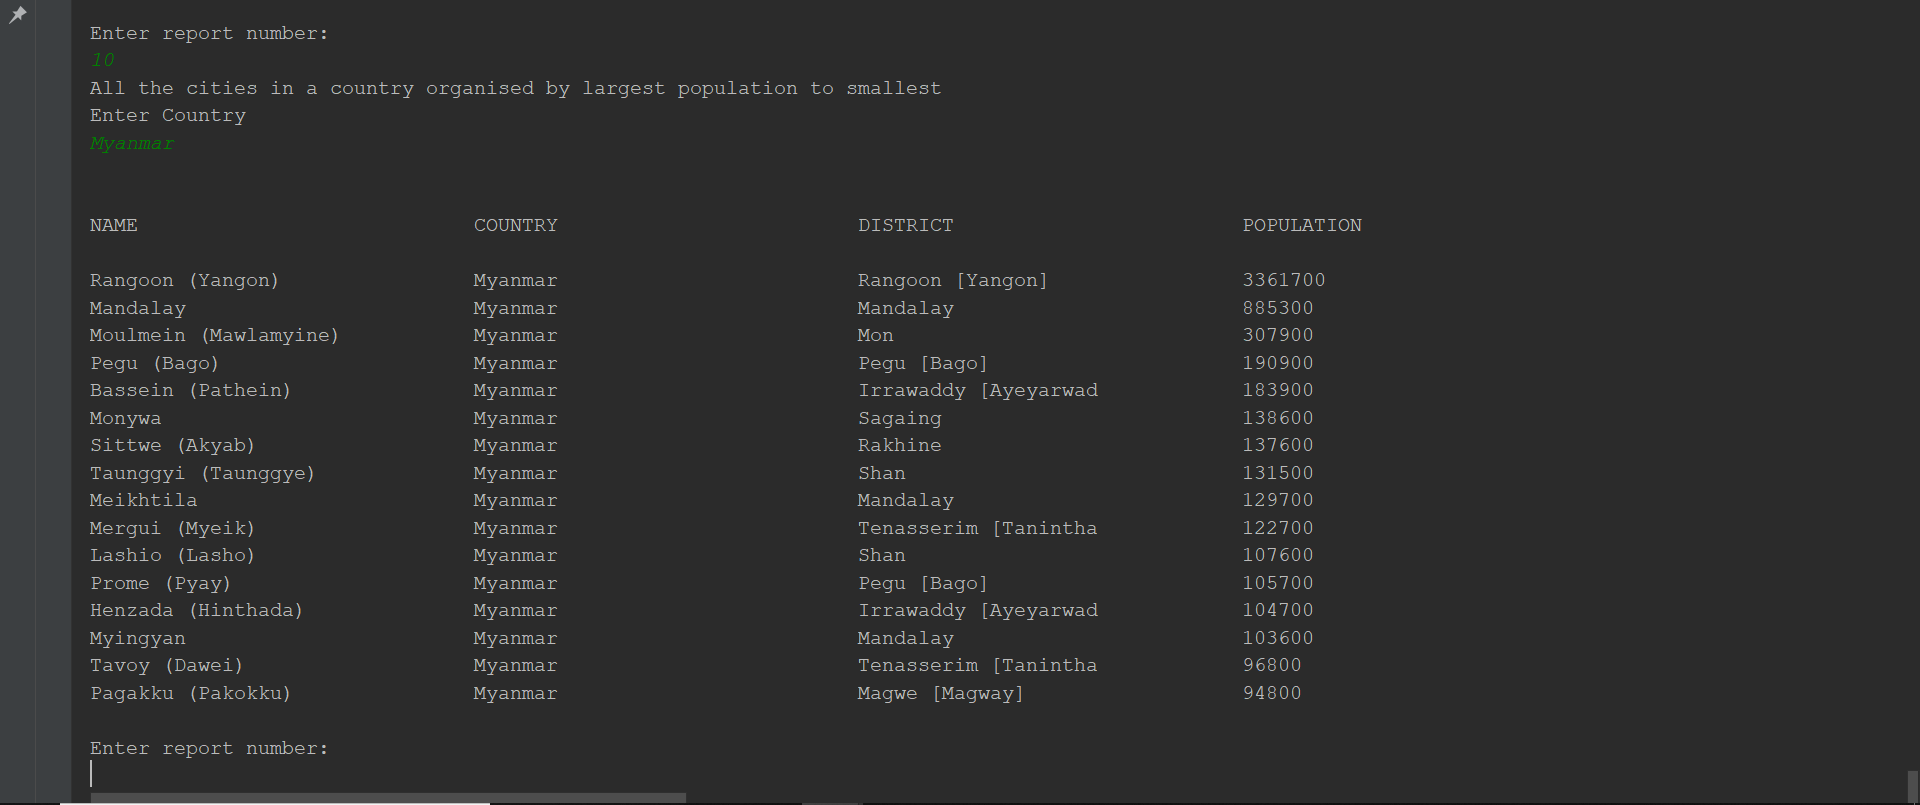 Enter report number:
10
All the cities in a country organised by largest population to smallest
Enter Country
Myanmar
NAME COUNTRY DISTRICT POPULATION
Rangoon (Yangon) Myanmar Rangoon [Yangon] 3361700
Mandalay Myanmar Mandalay 885300
Moulmein (Mawlamyine) Myanmar Mon 307900
Pegu (Bago) Myanmar Pegu [Bago] 190900
Bassein (Pathein) Myanmar Irrawaddy [Ayeyarwad 183900
Monywa Myanmar Sagaing 138600
Sittwe (Akyab) Myanmar Rakhine 137600
Taunggyi (Taunggye) Myanmar Shan 131500
Meikhtila Myanmar Mandalay 129700
Mergui (Myeik) Myanmar Tenasserim [Tanintha 122700
Lashio (Lasho) Myanmar Shan 107600
Prome (Pyay) Myanmar Pegu [Bago] 105700
Henzada (Hinthada) Myanmar Irrawaddy [Ayeyarwad 104700
Myingyan Myanmar Mandalay 103600
Tavoy (Dawei) Myanmar Tenasserim [Tanintha 96800
Pagakku (Pakokku) Myanmar Magwe [Magway] 94800
Enter report number: